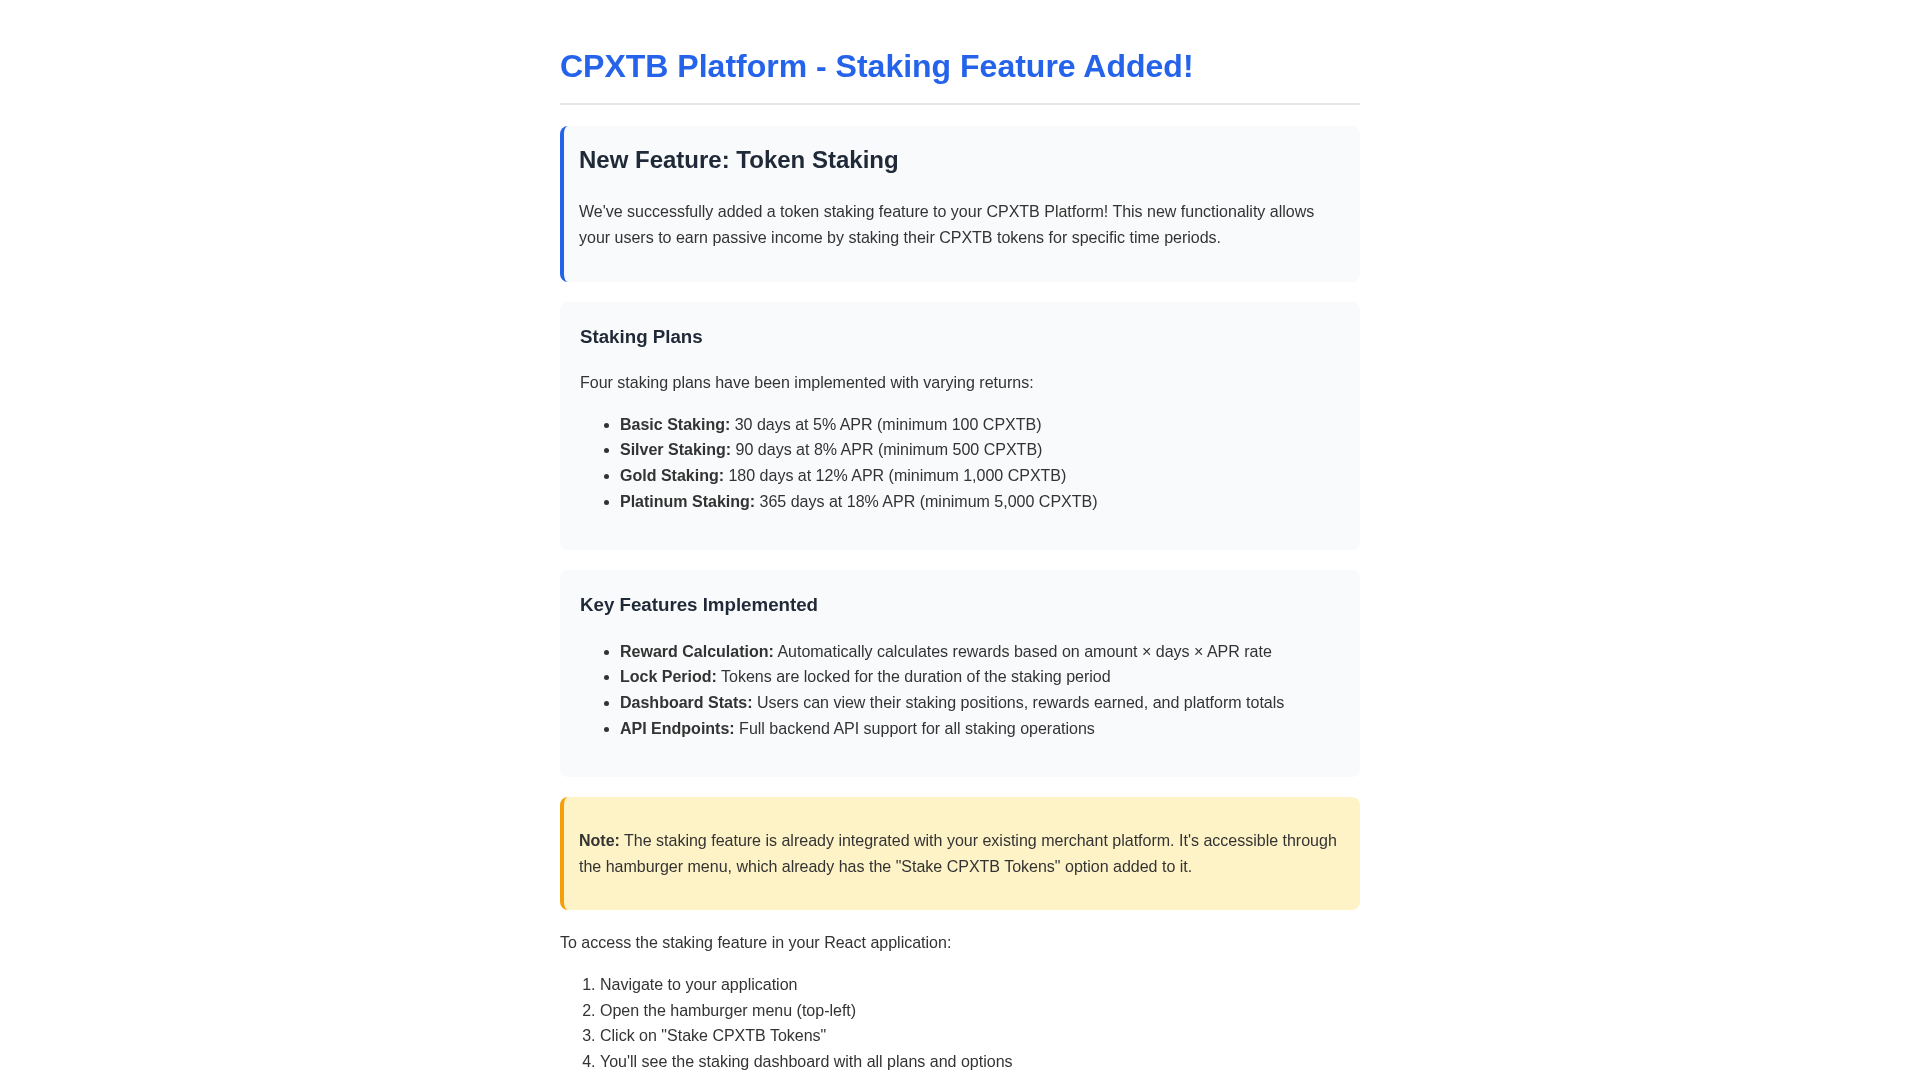 CPXTB Platform - Staking Feature Added!
New Feature: Token Staking
We've successfully added a token staking feature to your CPXTB Platform! This new functionality allows
your users to earn passive income by staking their CPXTB tokens for specific time periods.
Staking Plans
Four staking plans have been implemented with varying returns:
• Basic Staking: 30 days at 5% APR (minimum 100 CPXTB)
• Silver Staking: 90 days at 8% APR (minimum 500 CPXTB)
• Gold Staking: 180 days at 12% APR (minimum 1,000 CPXTB)
• Platinum Staking: 365 days at 18% APR (minimum 5,000 CPXTB)
Key Features Implemented
• Reward Calculation: Automatically calculates rewards based on amount × days × APR rate
• Lock Period: Tokens are locked for the duration of the staking period
• Dashboard Stats: Users can view their staking positions, rewards earned, and platform totals
• API Endpoints: Full backend API support for all staking operations
Note: The staking feature is already integrated with your existing merchant platform. It's accessible through
the hamburger menu, which already has the "Stake CPXTB Tokens" option added to it.
To access the staking feature in your React application:
1. Navigate to your application
2. Open the hamburger menu (top-left)
3. Click on "Stake CPXTB Tokens"
4. You'll see the staking dashboard with all plans and options